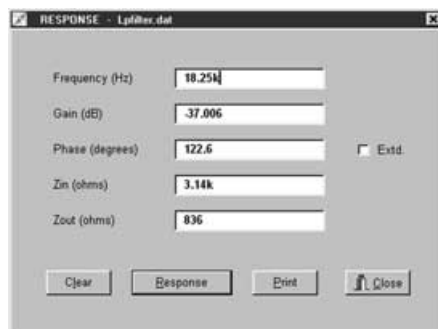 RESPONSE - Lpfilter.dat
Frequency (Hz) 18.25k
Gain (dB) -37.006
Phase (degrees) 122.6 Extd.
Zin (ohms) 3.14k
Zout (ohms) 836
Clear Response Print Close